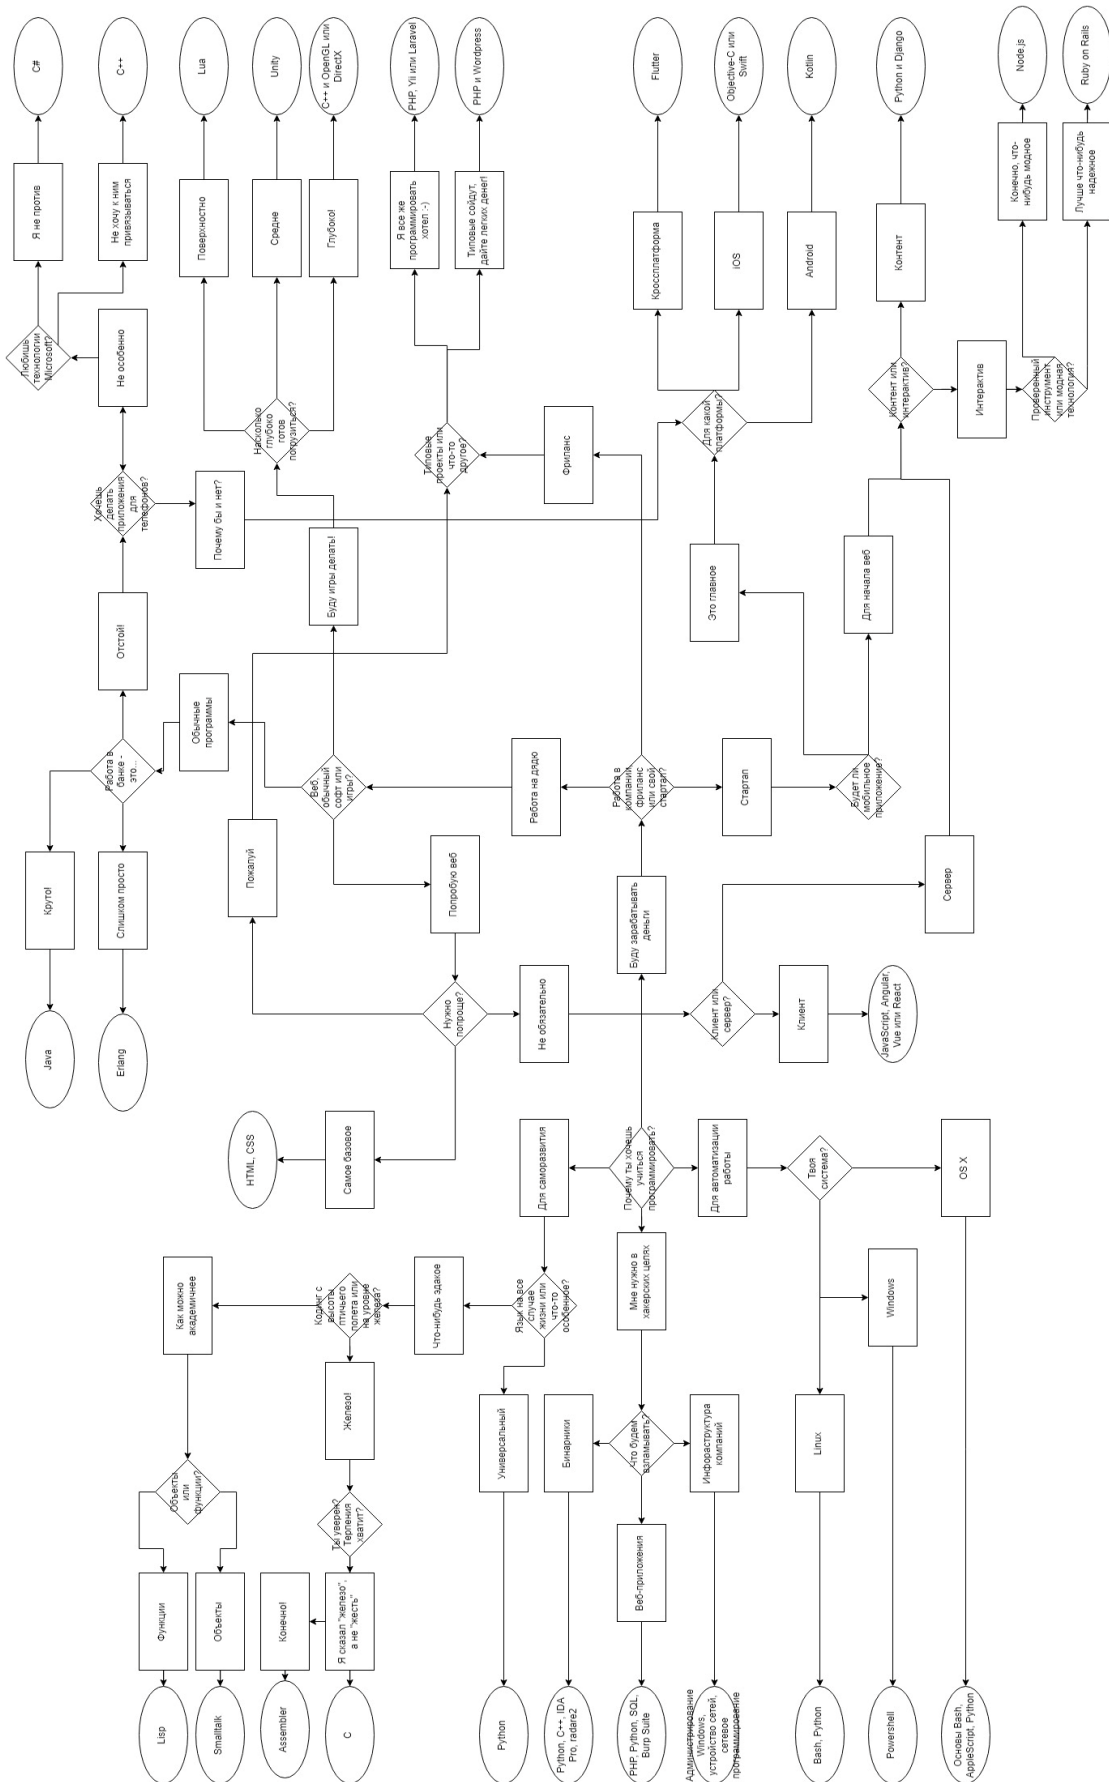 Java
Круто!
Любишь
технологии
Microsoft?
Я не против
C#
Erlang
Слишком просто
Работа в
банке -
это...
Отстой!
Хочешь
делать
приложения
для
телефонов?
Не особенно
Не хочу к ним
привязываться
C++
Lisp
Функции
Объекты
или
функции?
Как можно
академичнее
Обычные
программы
Почему бы и нет?
Поверхностно
Lua
Smalltalk
Объекты
HTML, CSS
Пожалуй
Насколько
глубоко
готов
погрузиться?
Средне
Unity
Assembler
Конечно!
Веб,
обычный
софт или
игры?
Буду игры делать!
Глубоко!
C++ и OpenGL или
DirectX
C
Я сказал "железо",
а не "жесть"
Ты уверен?
Терпения
хватит?
Железо!
Кодинг с
высоты
птичьего
полета или
на уровне
железа?
Самое базовое
Я все же
программировать
хотел :-)
PHP, Yii или Laravel
Что-нибудь эдакое
Нужно
попроще?
Попробую веб
Типовые
проекты или
что-то
другое?
Типовые сойдут,
дайте легких денег!
PHP и Wordpress
Python
Универсальный
Язык на все
случае
жизни или
что-то
особенное?
Для саморазвития
Не обязательно
Работа на дядю
Фриланс
Python, C++, IDA
Pro, radare2
Бинарники
PHP, Python, SQL,
Burp Suite
Веб-приложения
Что будем
взламывать?
Мне нужно в
хакерских целях
Почему ты хочешь
учиться
программировать?
Буду зарабатывать
деньги
Работа в
компании,
Фриланс
или свой
стартап?
Кроссплатформа
Flutter
Администрирование
Windows,
устройство сетей,
сетевое
программирование
Инфораструктура
компаний
Для автоматизации
работы
Клиент или
сервер?
Стартап
Это главное
Для какой
платформы?
iOS
Objective-C или
Swift
Bash, Python
Linux
Твоя
система?
Клиент
Android
Kotlin
Powershell
Windows
JavaScript, Angular,
Vue или React
Будет ли
мобильное
приложение?
Для начала веб
Контент или
интерактив?
Контент
Python и Django
Основы Bash,
AppleScript, Python
OS X
Сервер
Интерактив
Проверенный
инструмент
или модная
технология?
Конечно, что-
нибудь модное
Node.js
Лучше что-нибудь
надежное
Ruby on Rails